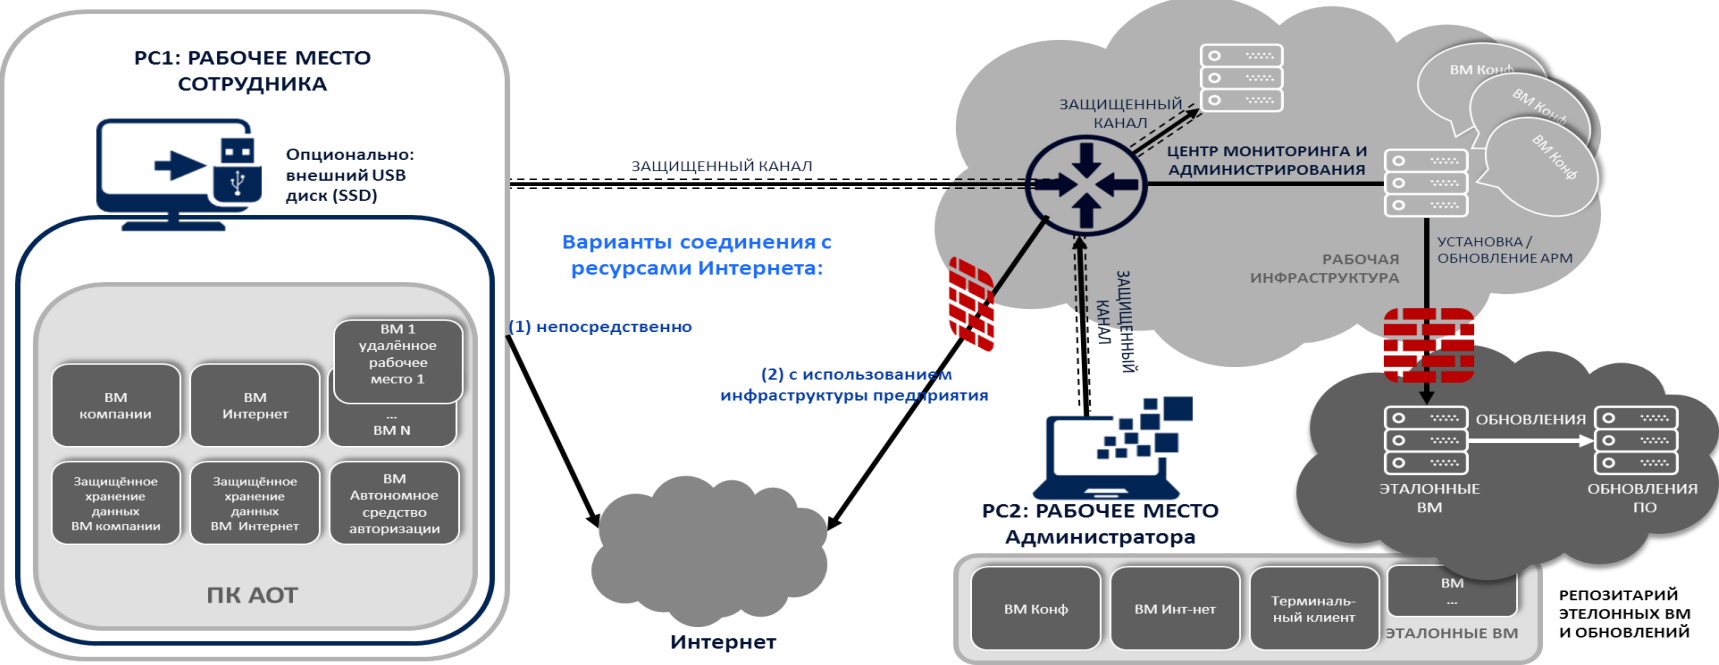 PC1: РАБОЧЕЕ МЕСТО
СОТРУДНИКА
Опционально:
внешний USB
диск (SSD)
ВМ
компании
ВМ
Интернет
ВМ 1
удалённое
рабочее
место 1
...
ВМ N
Защищённое
хранение
данных
ВМ компании
Защищённое
хранение
данных
ВМ Интернет
ВМ
Автономное
средство
авторизации
ПК АОТ
ЗАЩИЩЕННЫЙ КАНАЛ
Варианты соединения с
ресурсами Интернета:
(1) непосредственно
(2) с использованием
инфраструктуры предприятия
Интернет
ЗАЩИЩЕННЫЙ
КАНАЛ
ЦЕНТР МОНИТОРИНГА И
АДМИНИСТРИРОВАНИЯ
ВМ Конф
ВМ Конф
ВМ Конф
РАБОЧАЯ
ИНФРАСТРУКТУРА
УСТАНОВКА /
ОБНОВЛЕНИЕ АРМ
ЗАЩИЩЕННЫЙ
КАНАЛ
ОБНОВЛЕНИЯ
ЭТАЛОННЫЕ
ВМ
ОБНОВЛЕНИЯ
ПО
PC2: РАБОЧЕЕ МЕСТО
Администратора
ВМ Конф
ВМ Инт-нет
Терминаль-
ный клиент
ВМ
...
ЭТАЛОННЫЕ ВМ
РЕПОЗИТАРИЙ
ЭТЕЛОННЫХ ВМ
И ОБНОВЛЕНИЙ